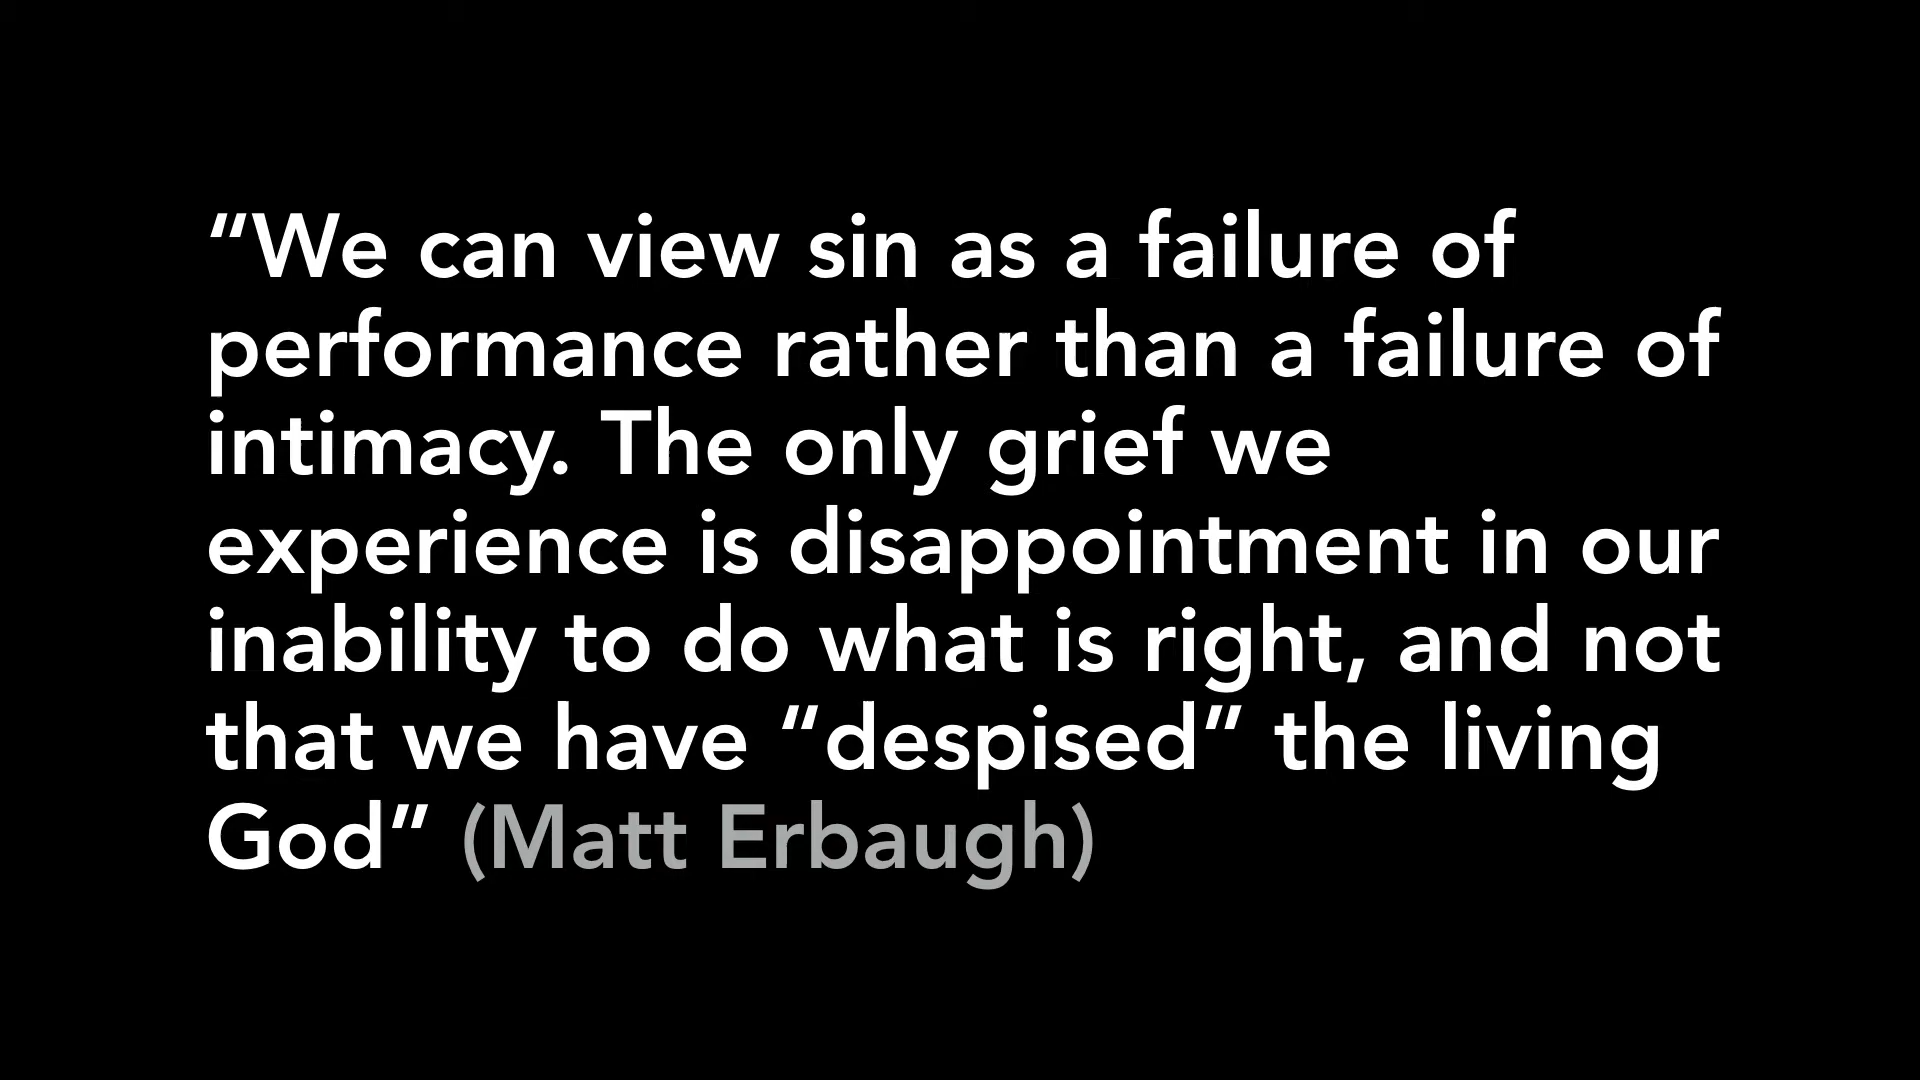 “We can view sin as a failure of
performance rather than a failure of
intimacy. The only grief we
experience is disappointment in our
inability to do what is right, and not
that we have “despised” the living
God” (Matt Erbaugh)